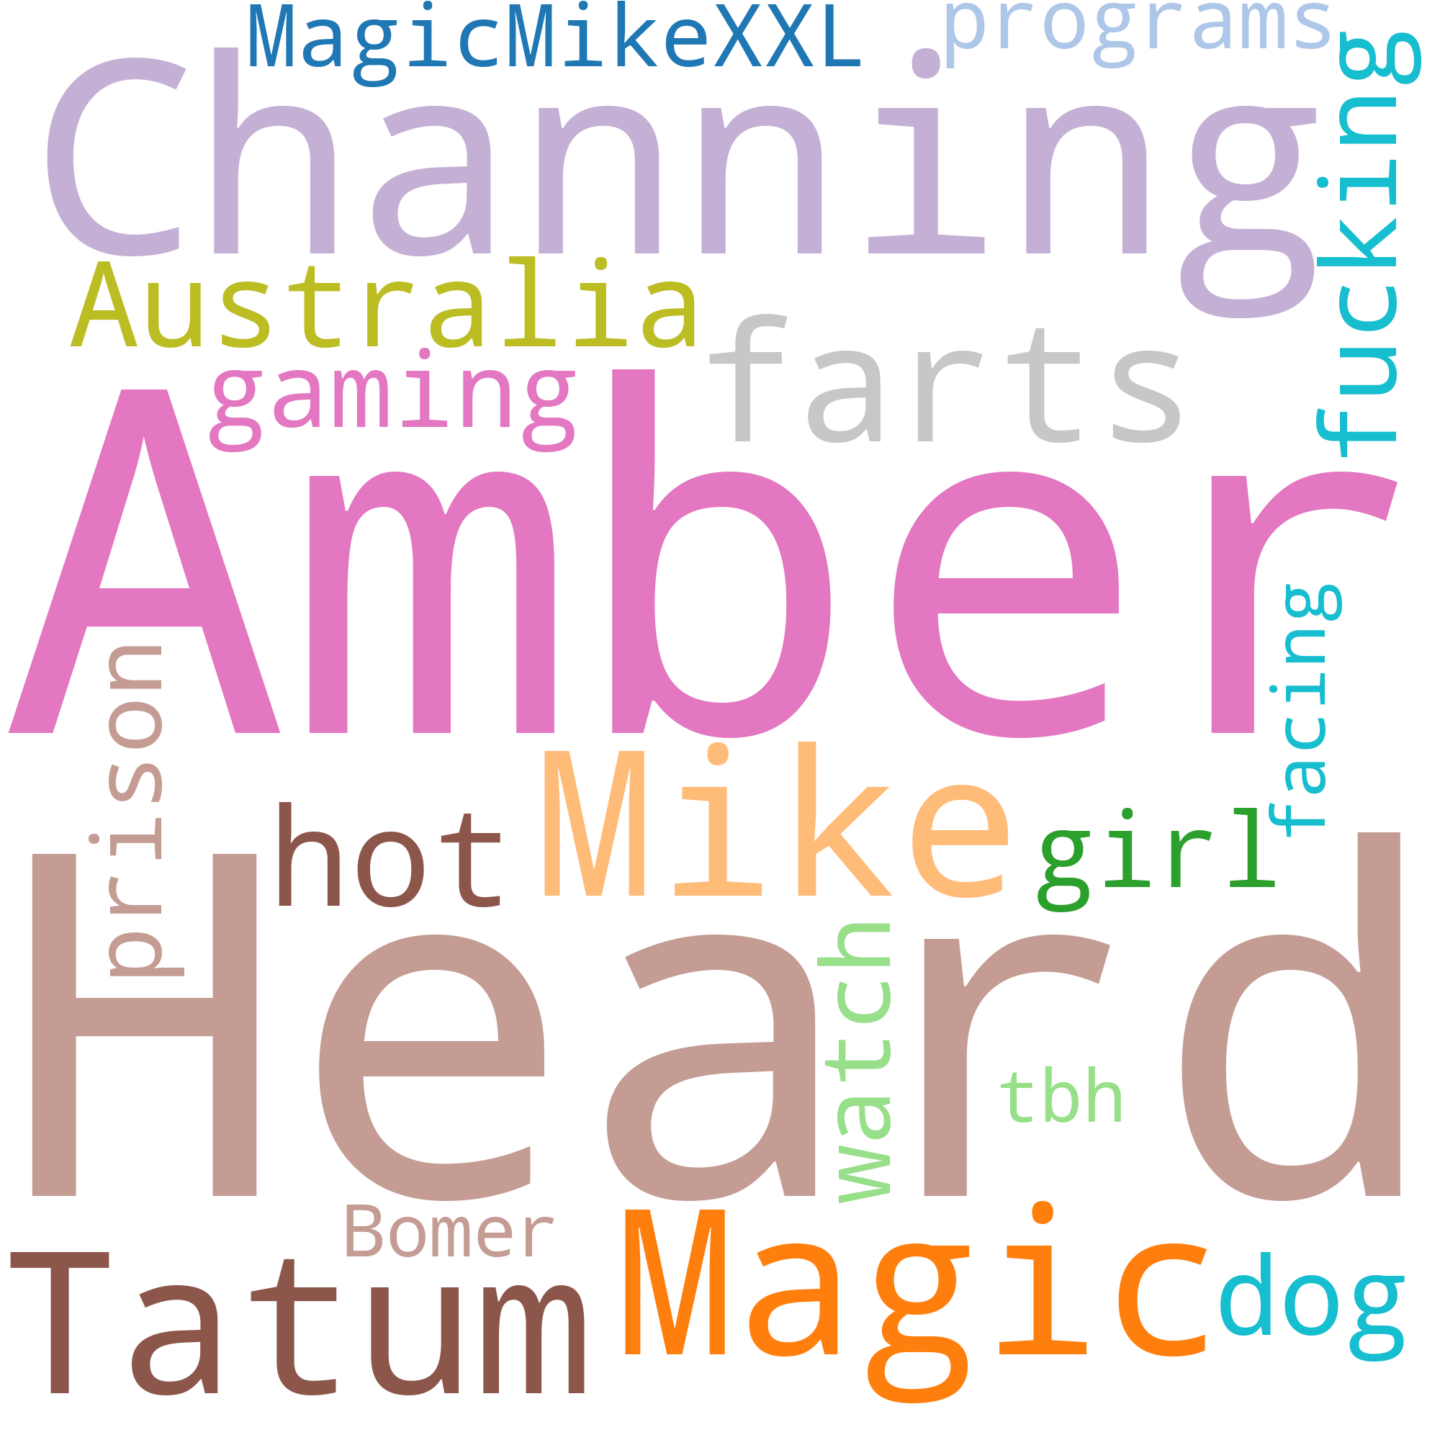 MagicMikeXXL
programs
Channing
fucking
Australia
farts
gaming
Amber
facing
prison
Mike
hot
girl
Heard
watch
tbh
Bomer
Magic
Tatum
dog